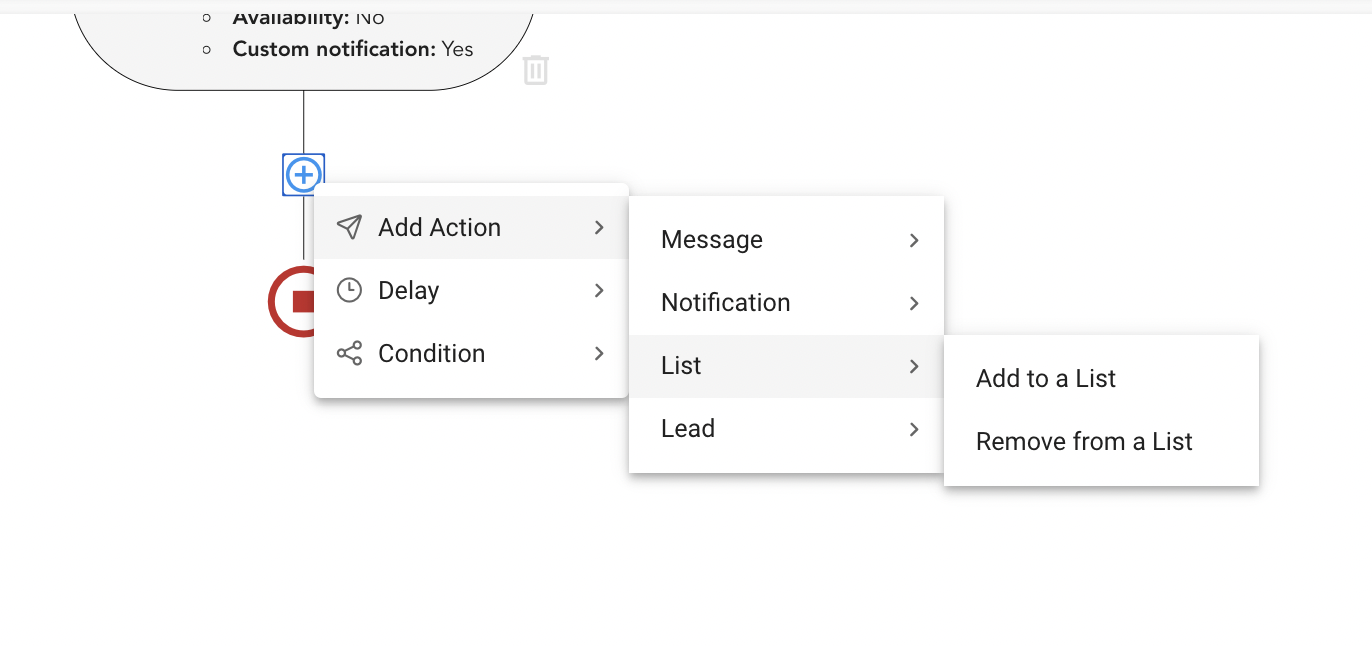 Availability: No
Custom notification: Yes
Add Action
Delay
Condition
Message
Notification
List
Lead
Add to a List
Remove from a List